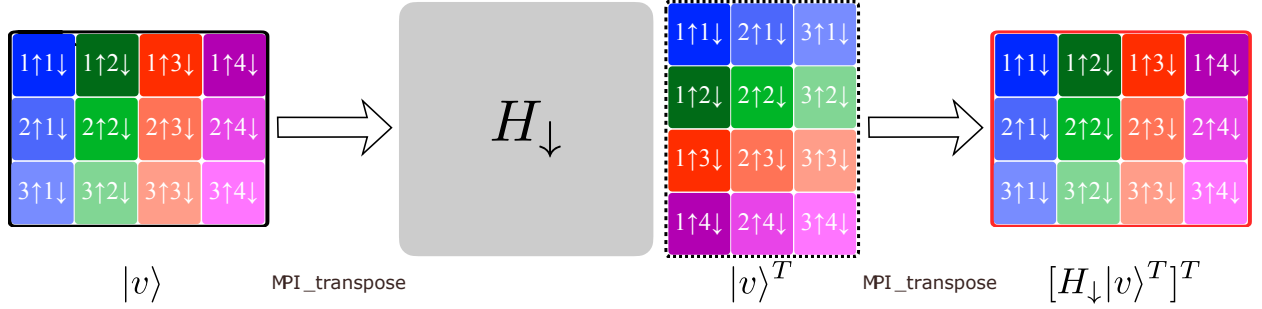 1↑1↓ 1↑2↓ 1↑3↓ 1↑4↓
2↑1↓ 2↑2↓ 2↑3↓ 2↑4↓
3↑1↓ 3↑2↓ 3↑3↓ 3↑4↓
|v⟩
MPI_transpose
H↓
1↑1↓ 2↑1↓ 3↑1↓
1↑2↓ 2↑2↓ 3↑2↓
1↑3↓ 2↑3↓ 3↑3↓
1↑4↓ 2↑4↓ 3↑4↓
|v⟩^T
MPI_transpose
1↑1↓ 1↑2↓ 1↑3↓ 1↑4↓
2↑1↓ 2↑2↓ 2↑3↓ 2↑4↓
3↑1↓ 3↑2↓ 3↑3↓ 3↑4↓
[H↓|v⟩^T]^T